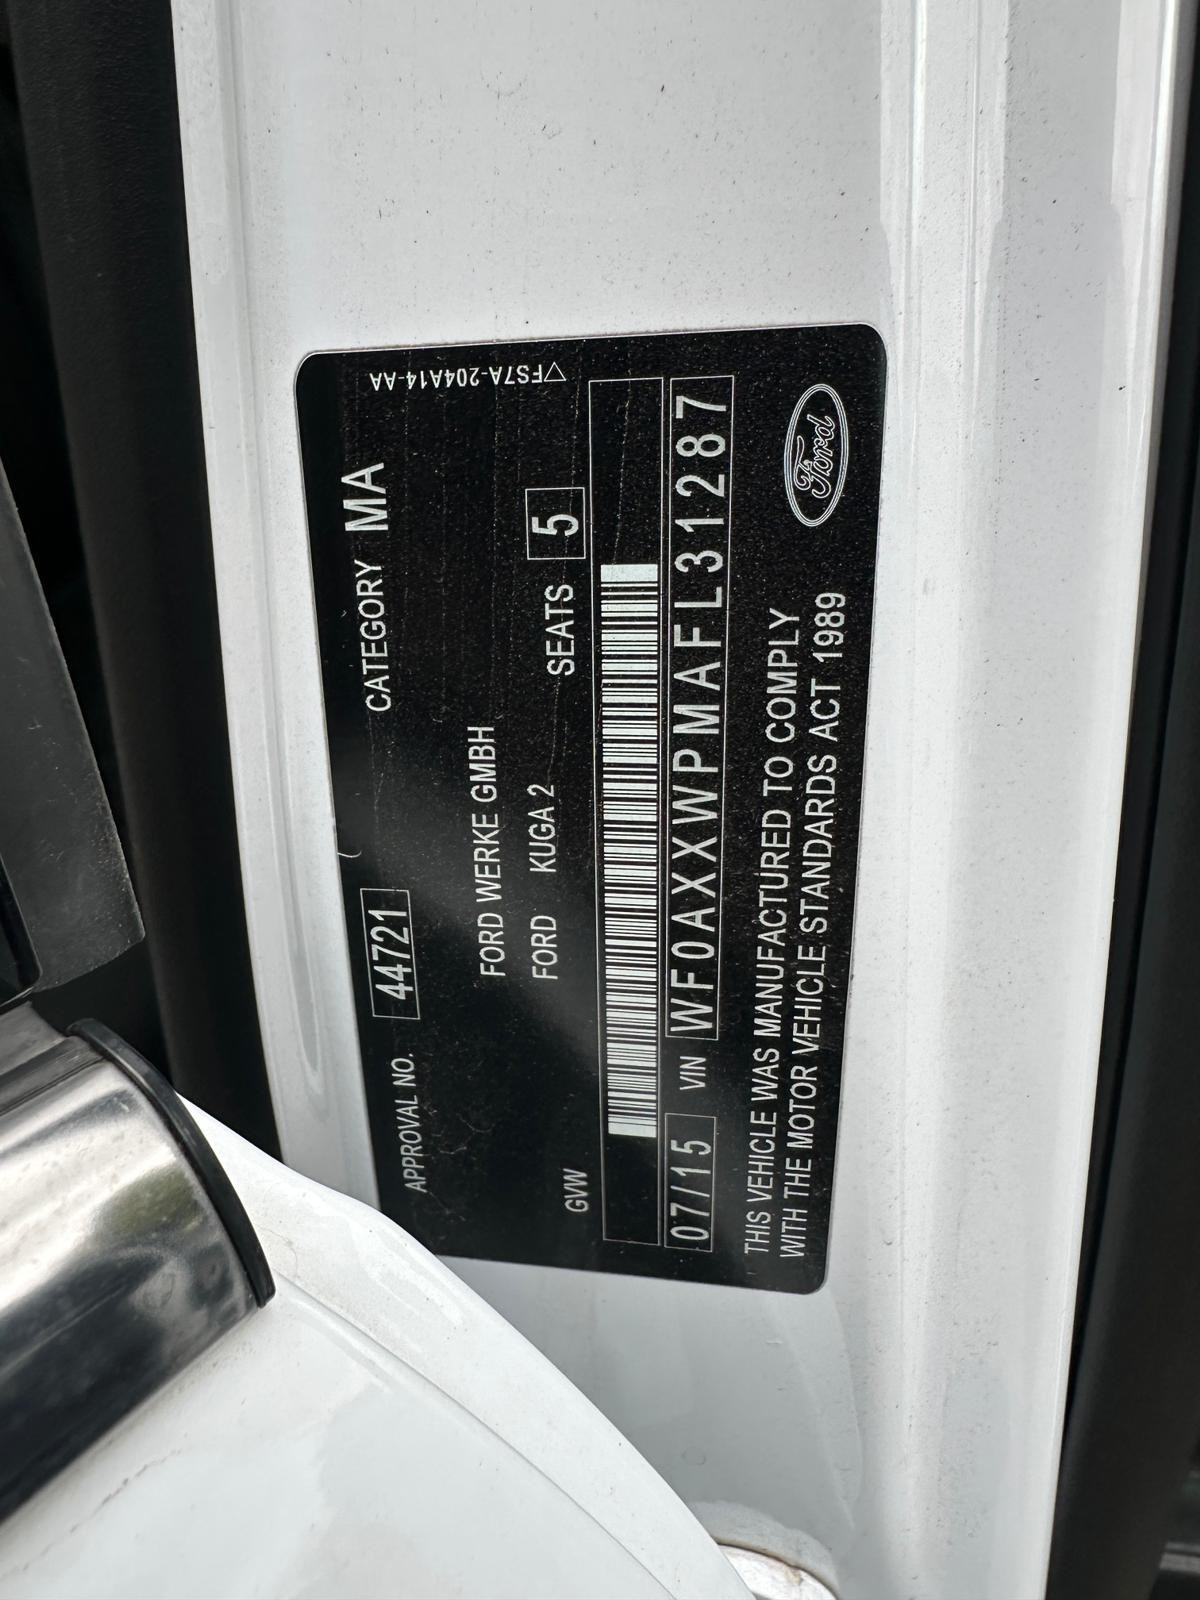 APPROVAL NO. 44721 CATEGORY MA
▽FS7A-204A14-AA
FORD WERKE GMBH
FORD KUGA 2
GVW SEATS 5
07/15 VIN WF0AXXWPMAFL31287
THIS VEHICLE WAS MANUFACTURED TO COMPLY
WITH THE MOTOR VEHICLE STANDARDS ACT 1989
Ford